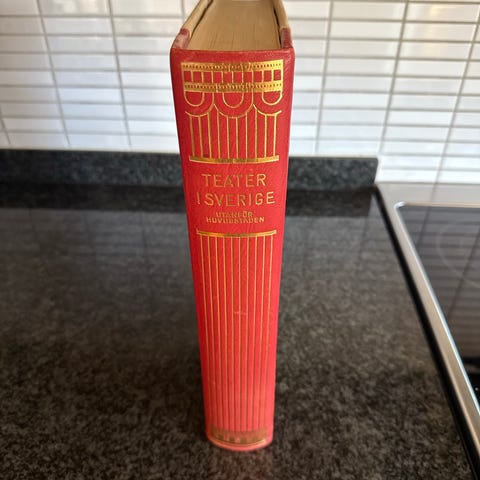 TEATER
I SVERIGE
UTANFÖR
HUVUDSTADEN